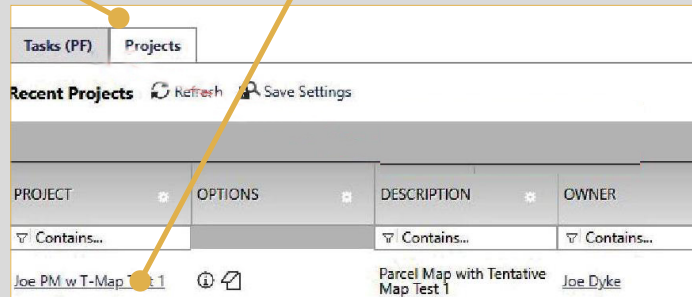 Tasks (PF) Projects
Recent Projects Refresh Save Settings
PROJECT OPTIONS DESCRIPTION OWNER
Contains... Contains... Contains...
Joe PM w T-Map Test 1 Parcel Map with Tentative Joe Dyke
Map Test 1